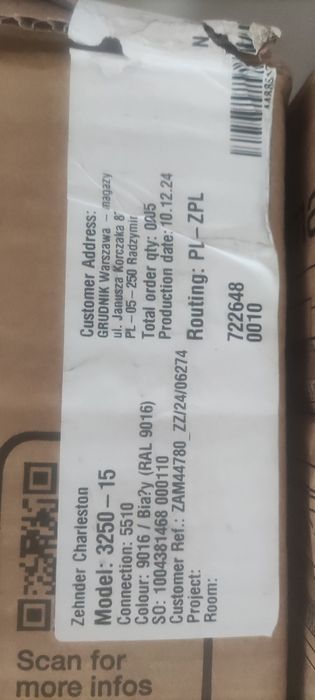 Zehnder Charleston
Model: 3250 - 15
Connection: 5510
Colour: 9016 / Bia?y (RAL 9016)
SO: 1004381468 000110
Customer Ref.: ZAM44780_ZZ/24/06274
Project:
Room:
Customer Address:
GRUDNIK Warszawa - magazy
ul. Janusza Korczaka 8
PL-05-250 Radzymin
Total order qty: 005
Production date: 10.12.24
Routing: PL-ZPL
722648
0010
N
Scan for
more infos